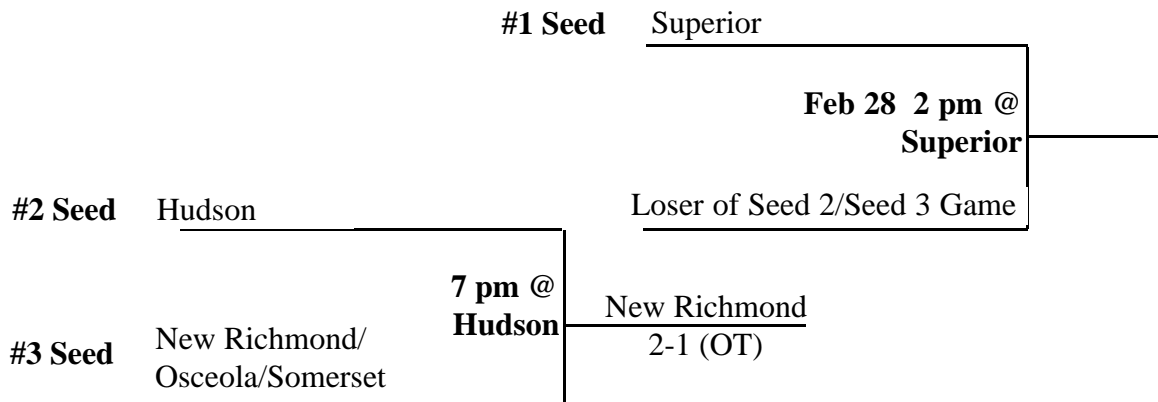 #1 Seed Superior
Feb 28 2 pm @
Superior
#2 Seed Hudson
Loser of Seed 2/Seed 3 Game
7 pm @
Hudson
New Richmond
2-1 (OT)
#3 Seed
New Richmond/
Osceola/Somerset